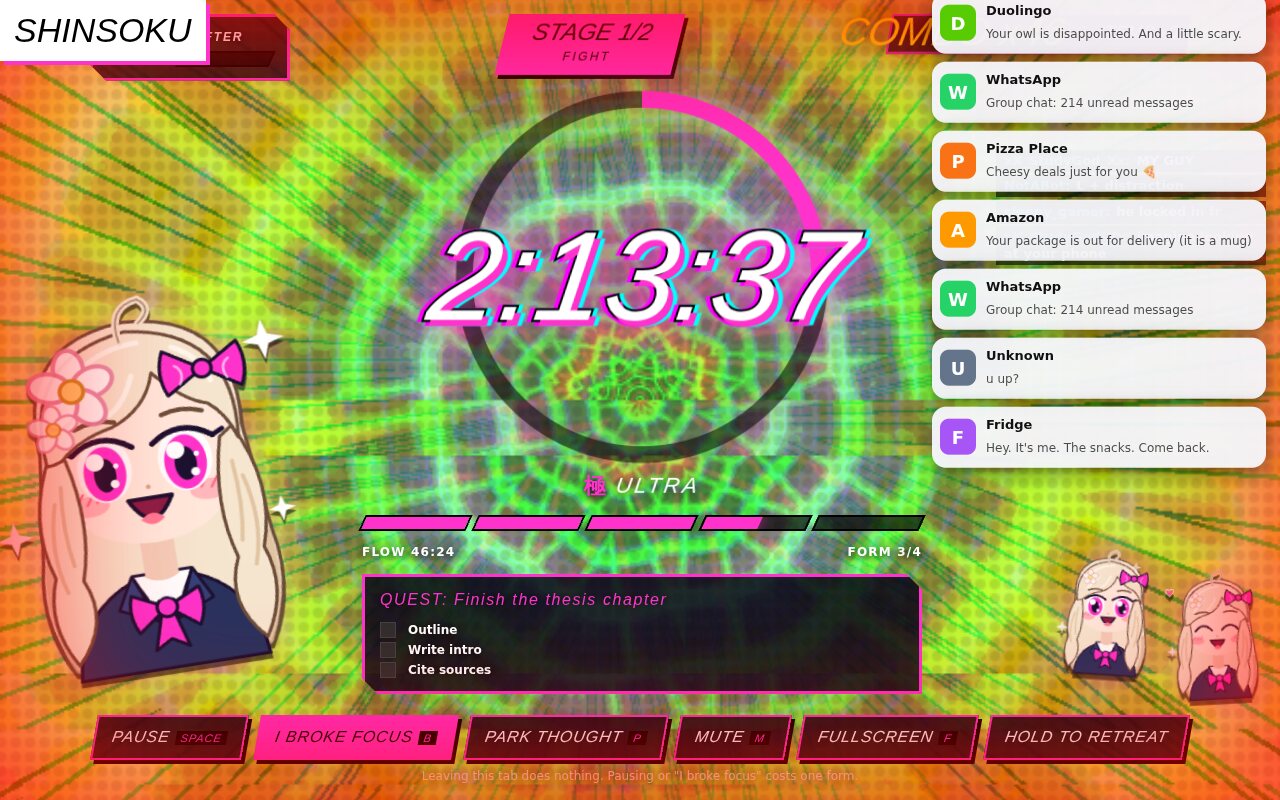 SHINSOKU
STAGE 1/2
FIGHT
COM
D
Duolingo
Your owl is disappointed. And a little scary.
W
WhatsApp
Group chat: 214 unread messages
P
Pizza Place
Cheesy deals just for you 🍕
A
Amazon
Your package is out for delivery (it is a mug)
W
WhatsApp
Group chat: 214 unread messages
U
Unknown
u up?
F
Fridge
Hey. It's me. The snacks. Come back.
2:13:37
極 ULTRA
FLOW 46:24
FORM 3/4
QUEST: Finish the thesis chapter
Outline
Write intro
Cite sources
PAUSE SPACE
I BROKE FOCUS B
PARK THOUGHT P
MUTE M
FULLSCREEN F
HOLD TO RETREAT
Leaving this tab does nothing. Pausing or "I broke focus" costs one form.